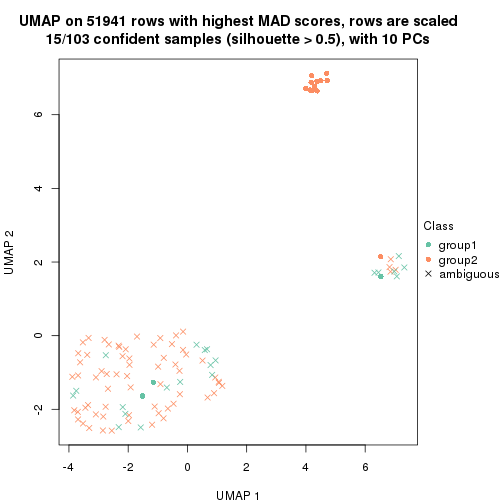 UMAP on 51941 rows with highest MAD scores, rows are scaled
15/103 confident samples (silhouette > 0.5), with 10 PCs
6
4
2
0
-2
UMAP 2
-4
-2
0
2
4
6
UMAP 1
Class
group1
group2
ambiguous